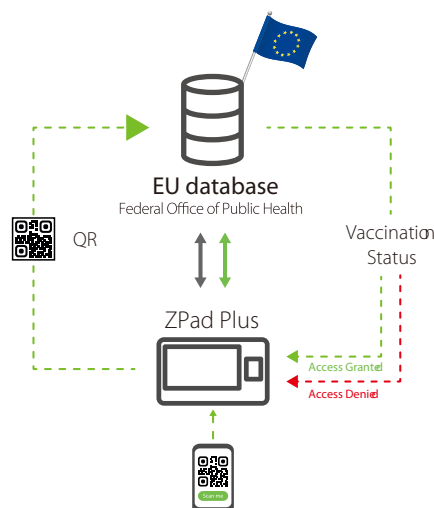 EU database
Federal Office of Public Health
QR
Vaccination
Status
ZPad Plus
Access Granted
Access Denied
Scan me